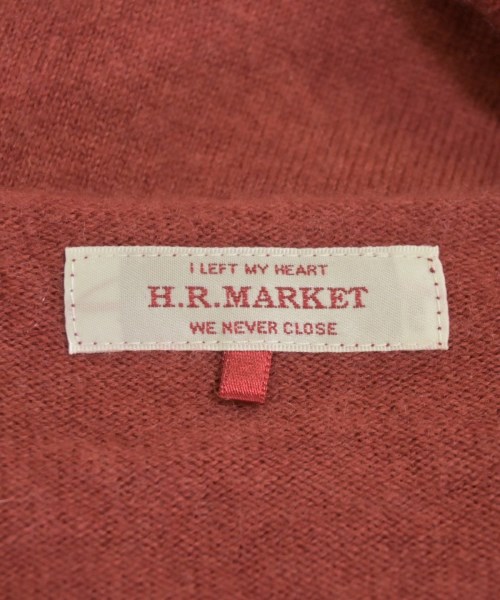 I LEFT MY HEART
H.R.MARKET
WE NEVER CLOSE